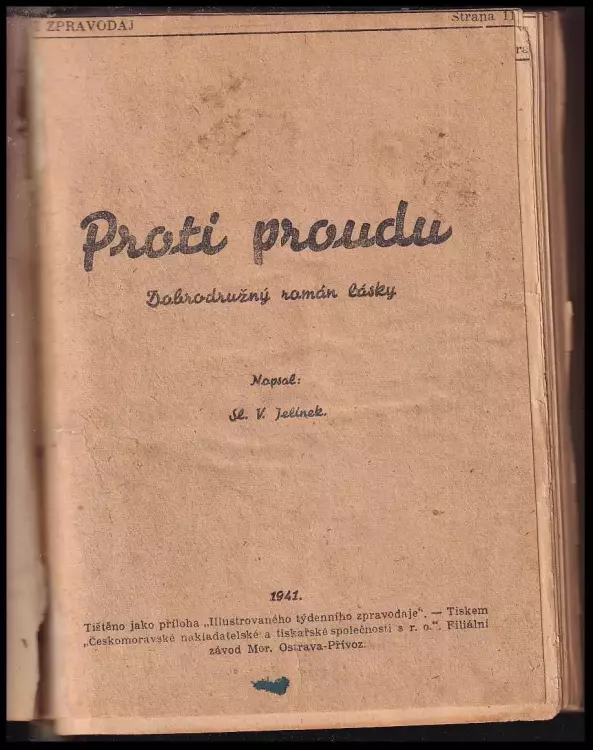 ZPRAVODAJ
Strana 11
Proti proudu
Dobrodružný román lásky
Napsal:
Sl. V. Jelínek.
1941.
Tištěno jako příloha „Illustrovaného týdenního zpravodaje". — Tiskem
„Českomoravské nakladatelské a tiskařské společnosti s r. o.". Filiální
závod Mor. Ostrava-Přívoz.